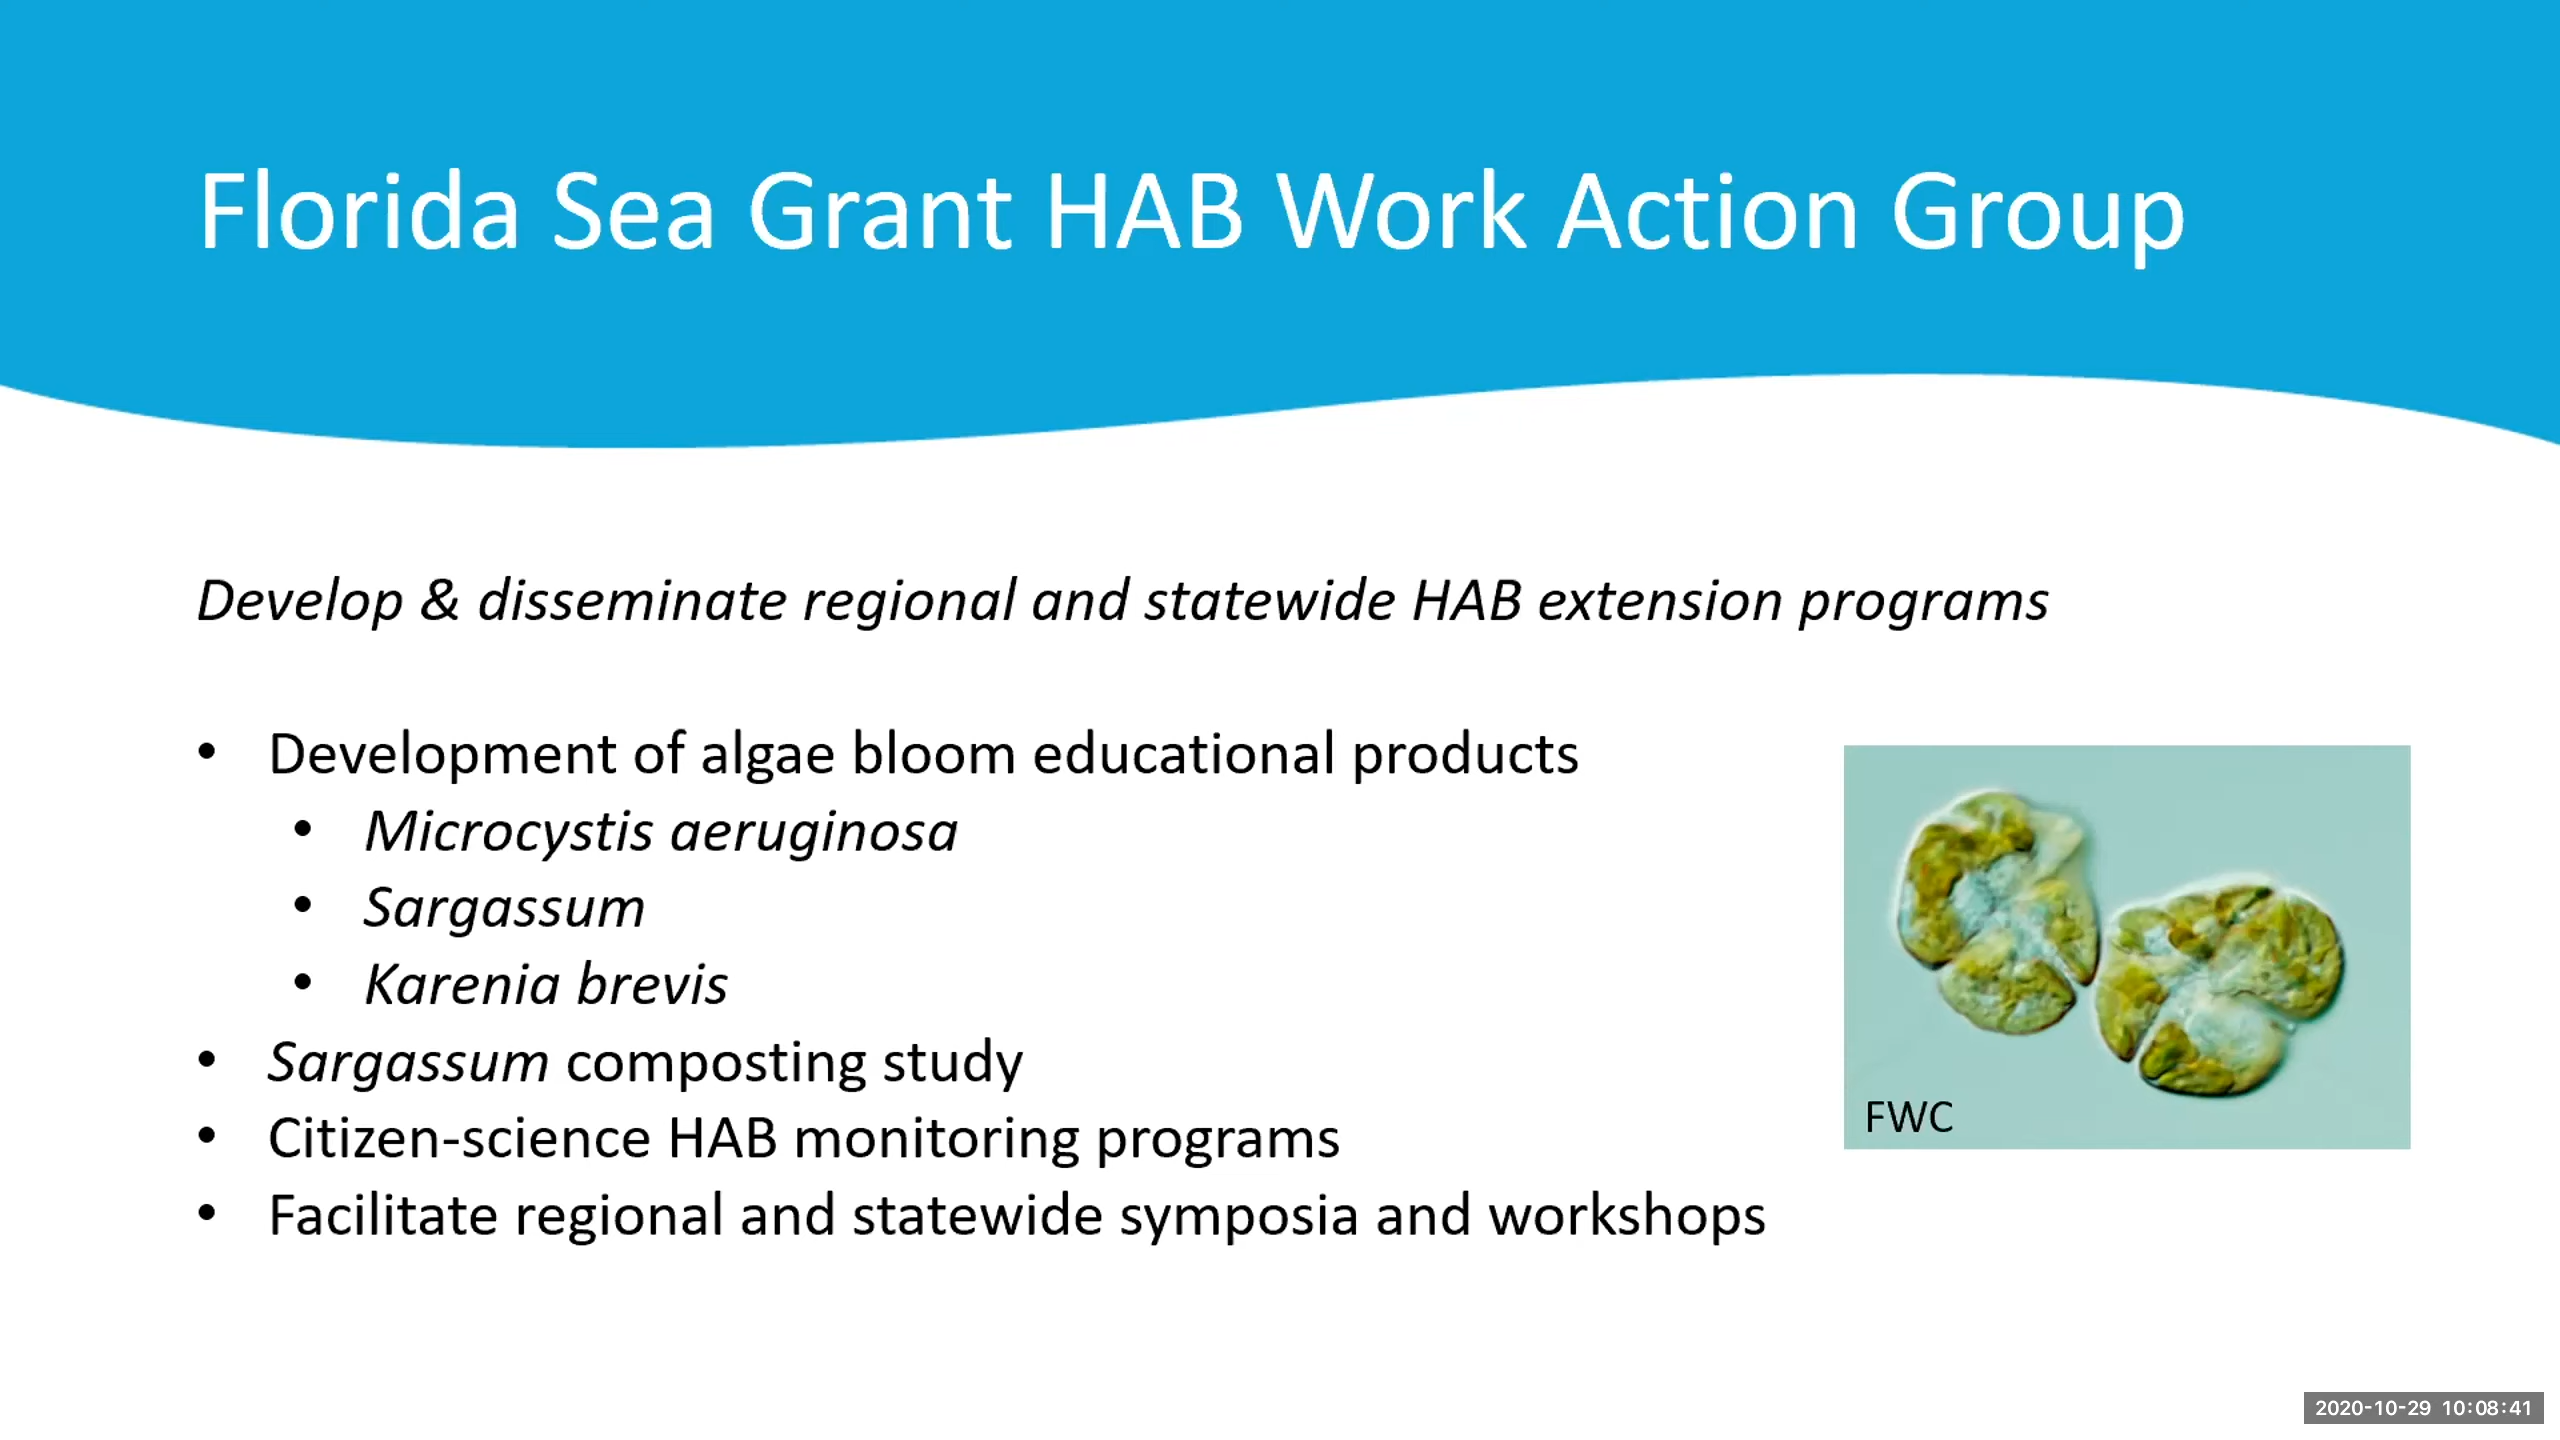 Florida Sea Grant HAB Work Action Group
Develop & disseminate regional and statewide HAB extension programs
• Development of algae bloom educational products
• Microcystis aeruginosa
• Sargassum
• Karenia brevis
• Sargassum composting study
• Citizen-science HAB monitoring programs
• Facilitate regional and statewide symposia and workshops
FWC
2020-10-29 10:08:41